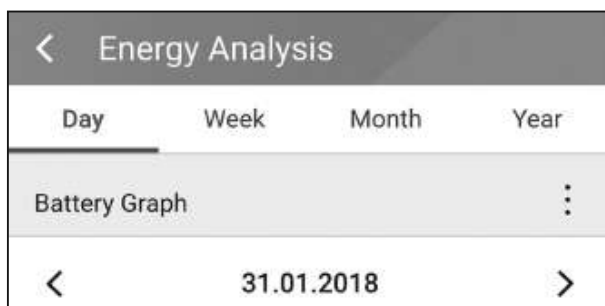 Energy Analysis
Day Week Month Year
Battery Graph
31.01.2018